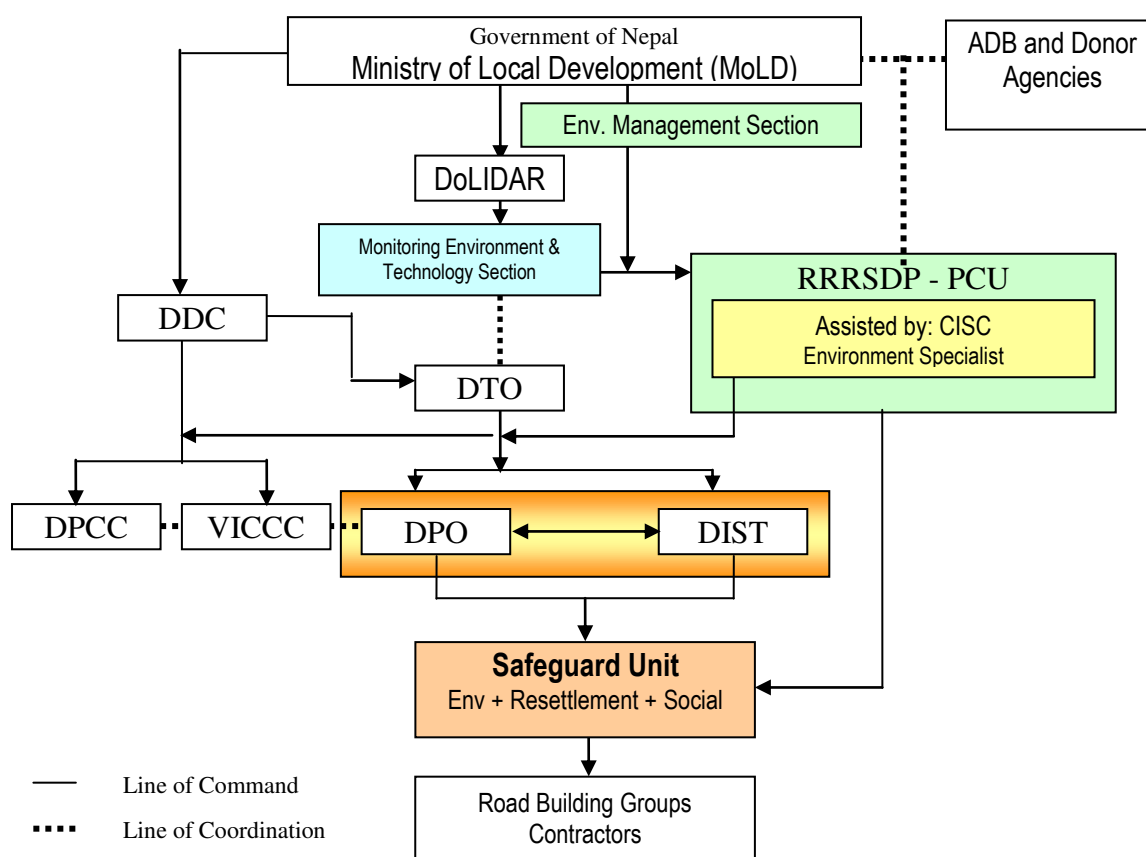 Government of Nepal
Ministry of Local Development (MoLD)
ADB and Donor
Agencies
Env. Management Section
DoLIDAR
Monitoring Environment &
Technology Section
RRRSDP - PCU
Assisted by: CISC
Environment Specialist
DDC
DTO
DPCC
VICCC
DPO
DIST
Safeguard Unit
Env + Resettlement + Social
Road Building Groups
Contractors
Line of Command
Line of Coordination